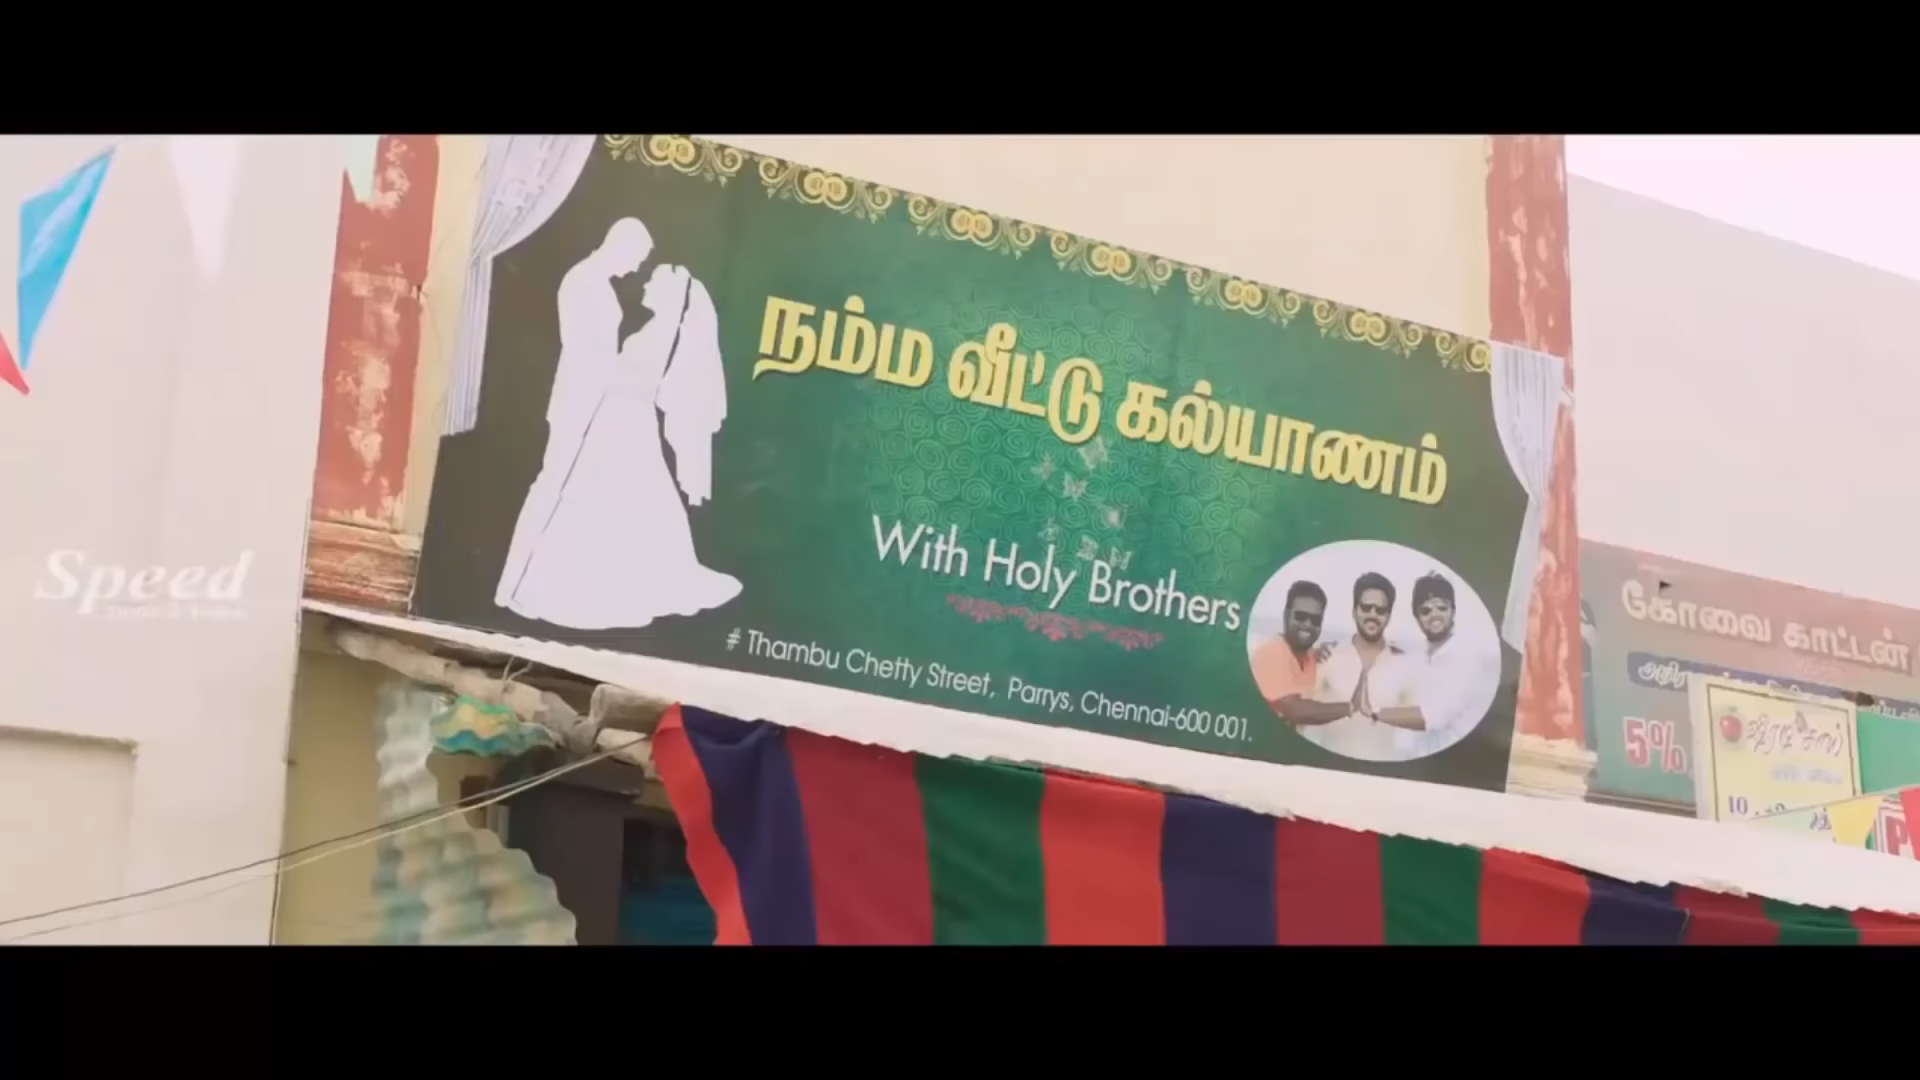 நம்ம வீட்டு கல்யாணம்
With Holy Brothers
# Thambu Chetty Street, Parrys, Chennai-600 001.
Speed
கோவை காட்டன்
5%